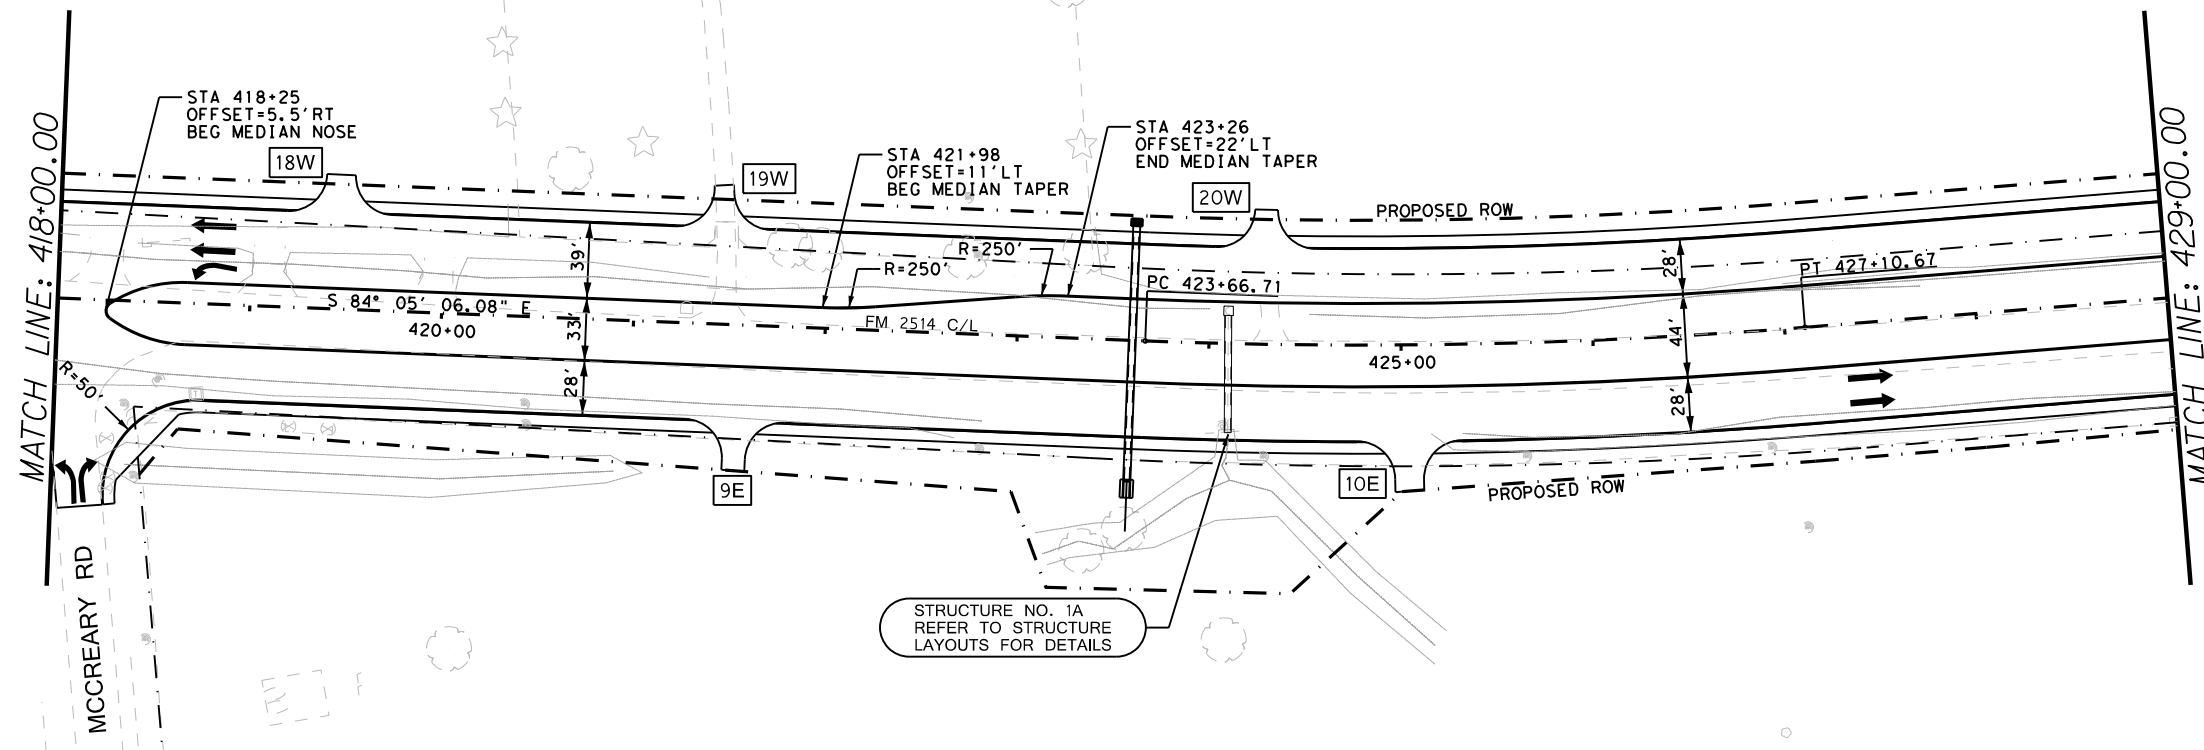 MATCH LINE: 418+00.00
STA 418+25
OFFSET=5.5'RT
BEG MEDIAN NOSE
18W
19W
STA 421+98
OFFSET=11'LT
BEG MEDIAN TAPER
STA 423+26
OFFSET=22'LT
END MEDIAN TAPER
20W
PROPOSED ROW
MATCH LINE: 429+00.00
39'
R=250'
R=250'
28'
PT 427+10.67
PC 423+66.71
S 84° 05' 06.08" E
420+00
33'
FM 2514 C/L
44'
425+00
R=50'
28'
28'
9E
10E
PROPOSED ROW
MCCREARY RD
STRUCTURE NO. 1A
REFER TO STRUCTURE
LAYOUTS FOR DETAILS